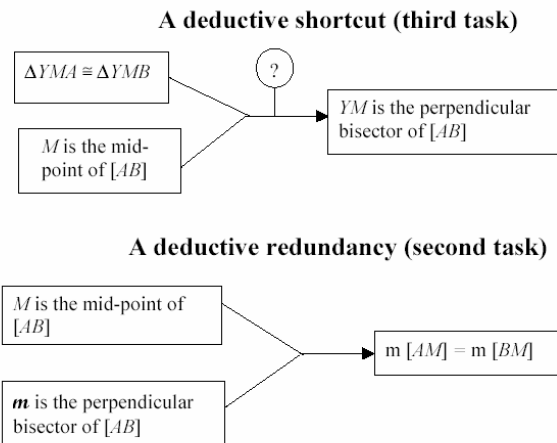 A deductive shortcut (third task)
ΔYMA ≅ ΔYMB
?
M is the mid-
point of [AB]
YM is the perpendicular
bisector of [AB]
A deductive redundancy (second task)
M is the mid-point of
[AB]
m [AM] = m [BM]
m is the perpendicular
bisector of [AB]